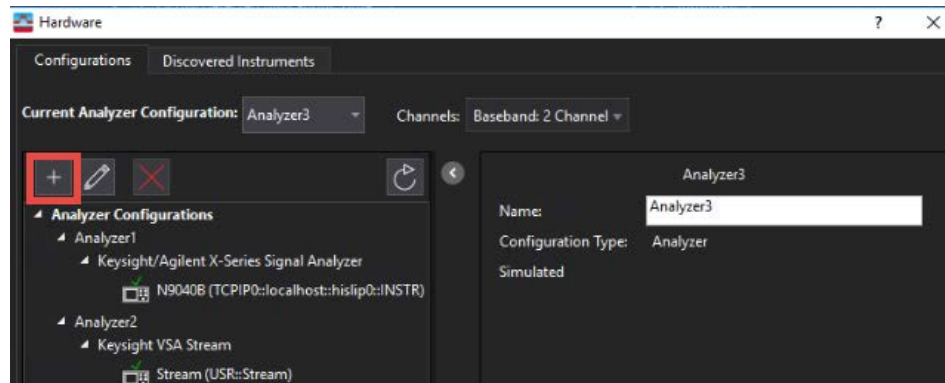 Hardware
?
Configurations Discovered Instruments
Current Analyzer Configuration: Analyzer3 Channels: Baseband: 2 Channel
Analyzer3
Analyzer Configurations
Name: Analyzer3
Analyzer1
Configuration Type: Analyzer
Keysight/Agilent X-Series Signal Analyzer
Simulated
N9040B (TCPIP0::localhost::hislip0::INSTR)
Analyzer2
Keysight VSA Stream
Stream (USR::Stream)